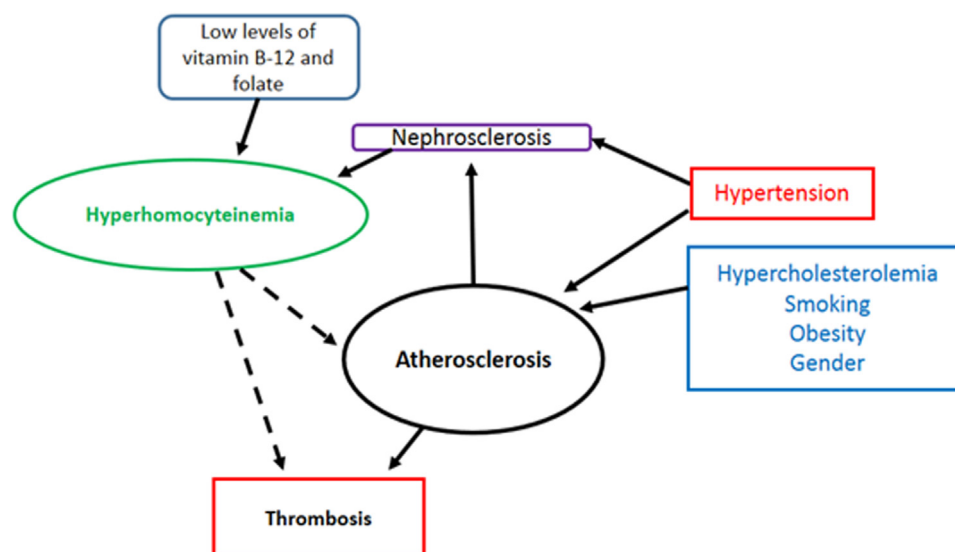 Low levels of
vitamin B-12 and
folate
Nephrosclerosis
Hypertension
Hyperhomocyteinemia
Hypercholesterolemia
Smoking
Obesity
Gender
Atherosclerosis
Thrombosis